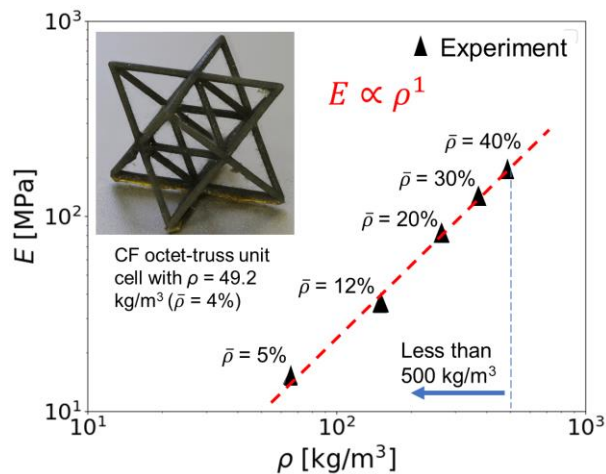 10³
▲ Experiment
E ∝ ρ¹
ρ̄ = 40%
ρ̄ = 30%
10²
ρ̄ = 20%
E [MPa]
CF octet-truss unit
cell with ρ = 49.2
kg/m³ (ρ̄ = 4%)
ρ̄ = 12%
ρ̄ = 5%
Less than
500 kg/m³
10¹
10¹
10²
10³
ρ [kg/m³]